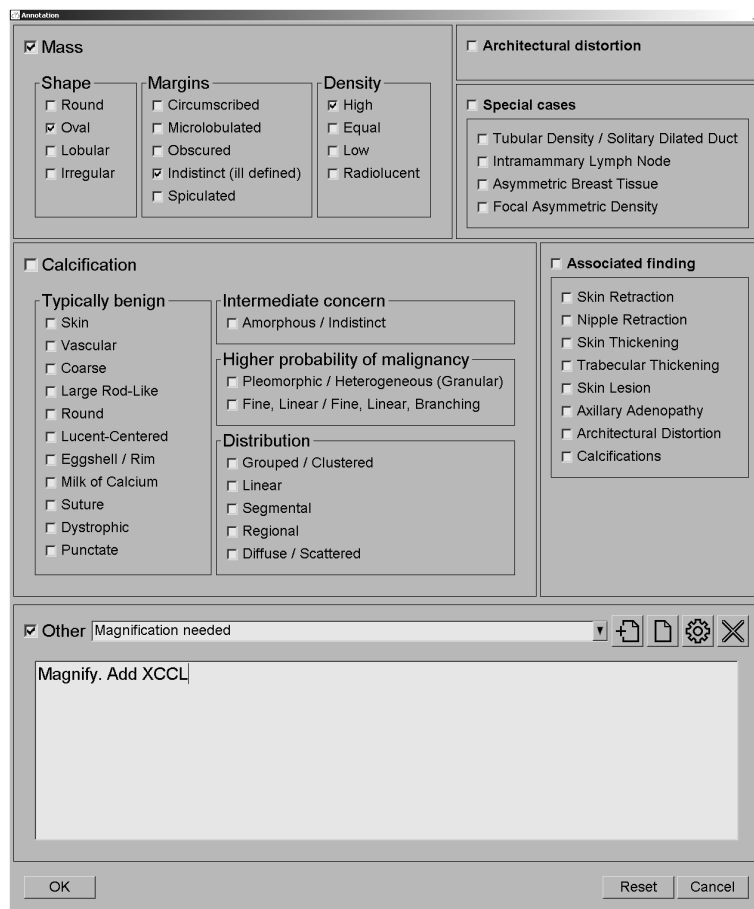 Annotation
Mass
Shape
Round
Oval
Lobular
Irregular
Margins
Circumscribed
Microlobulated
Obscured
Indistinct (ill defined)
Spiculated
Density
High
Equal
Low
Radiolucent
Architectural distortion
Special cases
Tubular Density / Solitary Dilated Duct
Intramammary Lymph Node
Asymmetric Breast Tissue
Focal Asymmetric Density
Calcification
Typically benign
Skin
Vascular
Coarse
Large Rod-Like
Round
Lucent-Centered
Eggshell / Rim
Milk of Calcium
Suture
Dystrophic
Punctate
Intermediate concern
Amorphous / Indistinct
Higher probability of malignancy
Pleomorphic / Heterogeneous (Granular)
Fine, Linear / Fine, Linear, Branching
Distribution
Grouped / Clustered
Linear
Segmental
Regional
Diffuse / Scattered
Associated finding
Skin Retraction
Nipple Retraction
Skin Thickening
Trabecular Thickening
Skin Lesion
Axillary Adenopathy
Architectural Distortion
Calcifications
Other Magnification needed
Magnify. Add XCCL
OK Reset Cancel